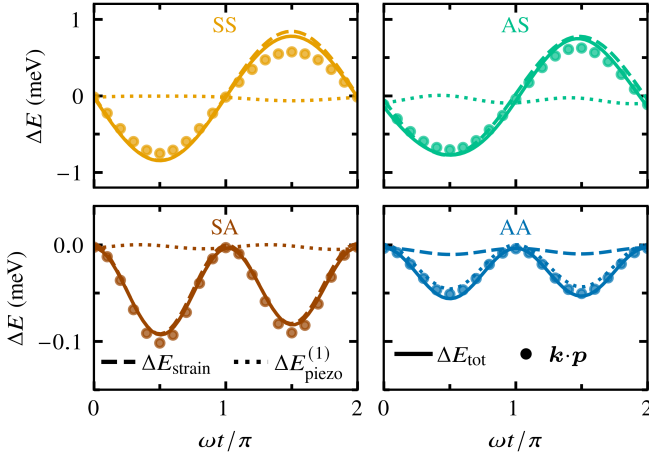 SS
AS
1
0
−1
ΔE (meV)
SA
AA
0.0
−0.1
ΔE (meV)
ΔE_strain
ΔE_piezo^(1)
ΔE_tot
k·p
0
1
2
0
1
2
ωt/π
ωt/π